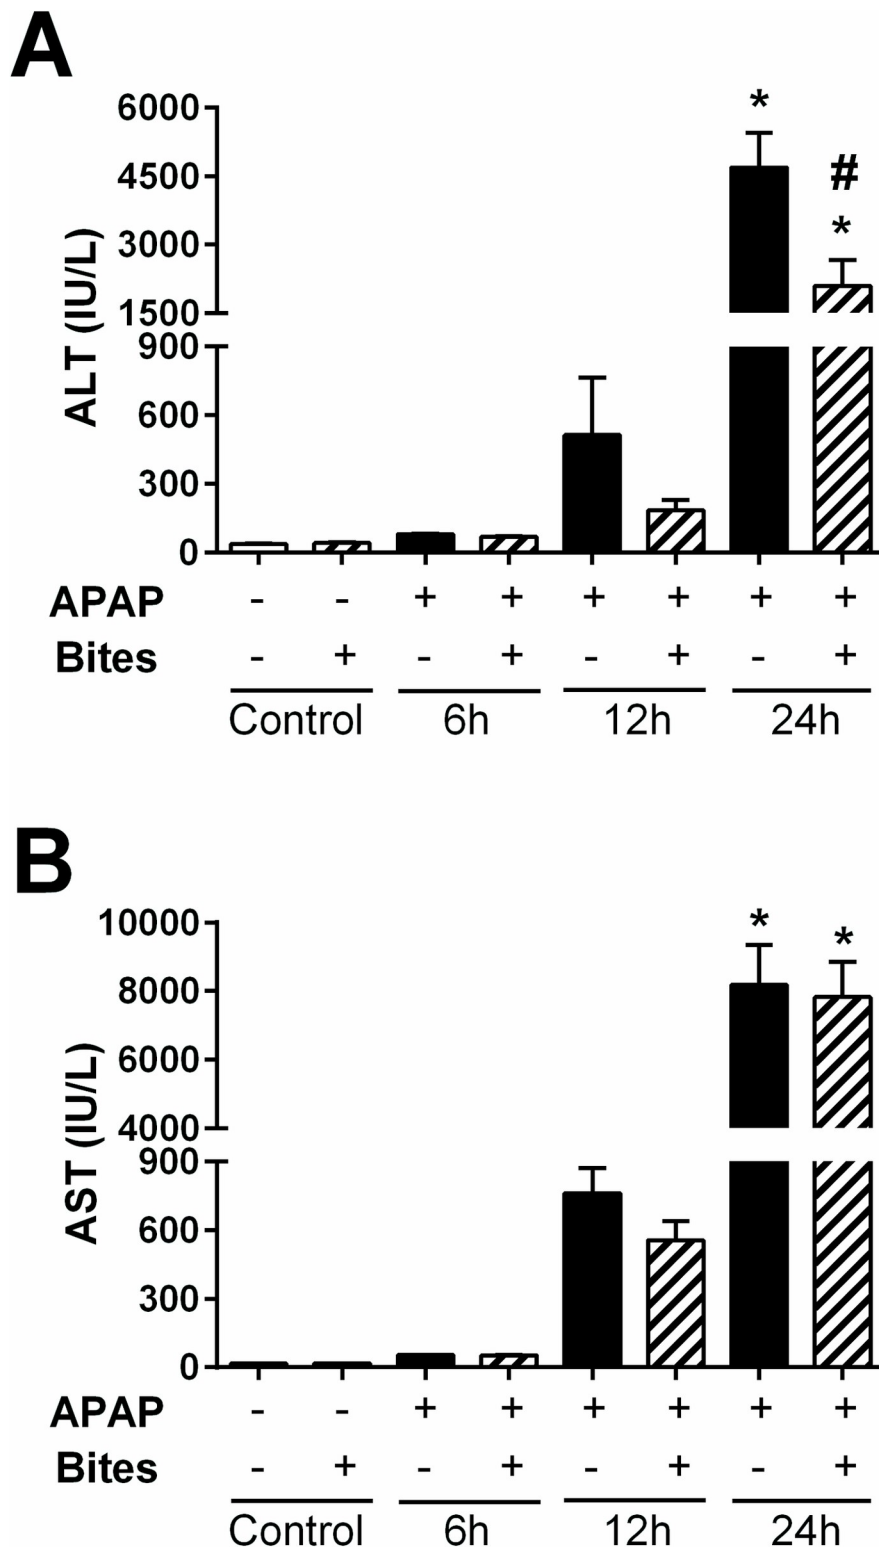 A
*
6000
#
4500
*
3000
1500
900
600
300
0
ALT (IU/L)
APAP - - + + + + + +
Bites - + - + - + - +
Control 6h 12h 24h
B
*
10000
*
8000
6000
4000
900
600
300
0
AST (IU/L)
APAP - - + + + + + +
Bites - + - + - + - +
Control 6h 12h 24h